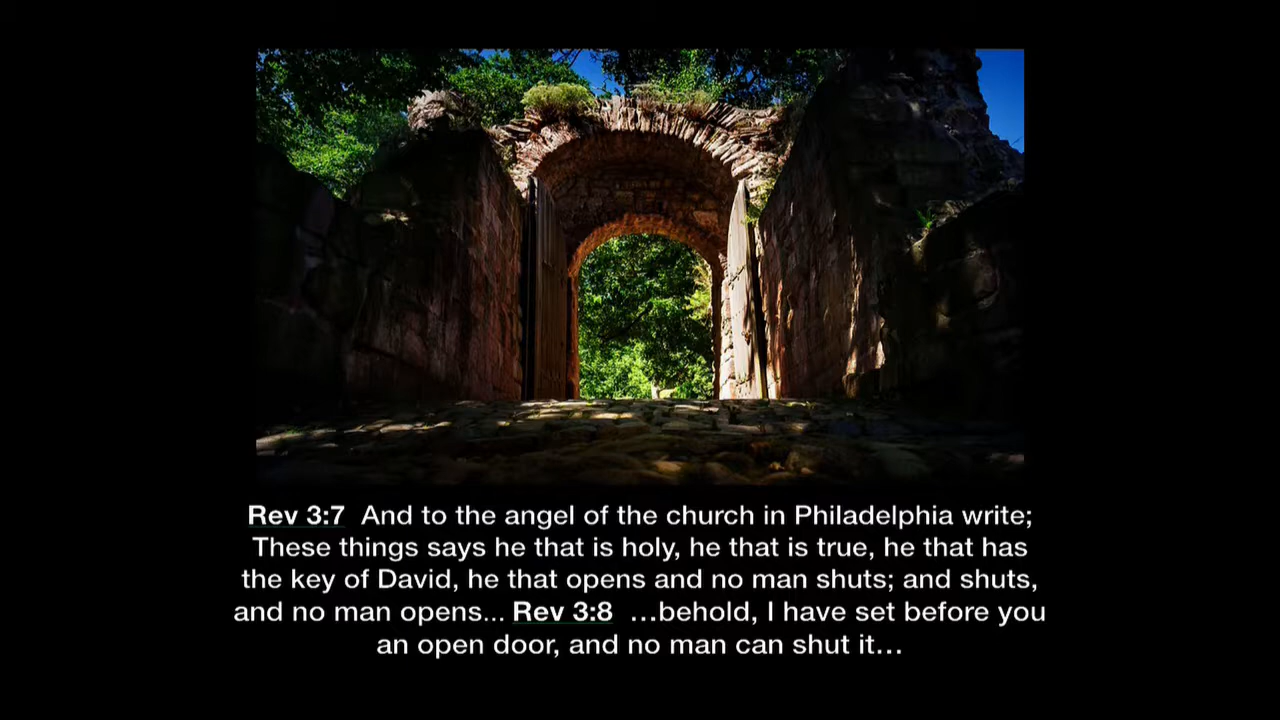 Rev 3:7 And to the angel of the church in Philadelphia write;
These things says he that is holy, he that is true, he that has
the key of David, he that opens and no man shuts; and shuts,
and no man opens... Rev 3:8 ...behold, I have set before you
an open door, and no man can shut it...